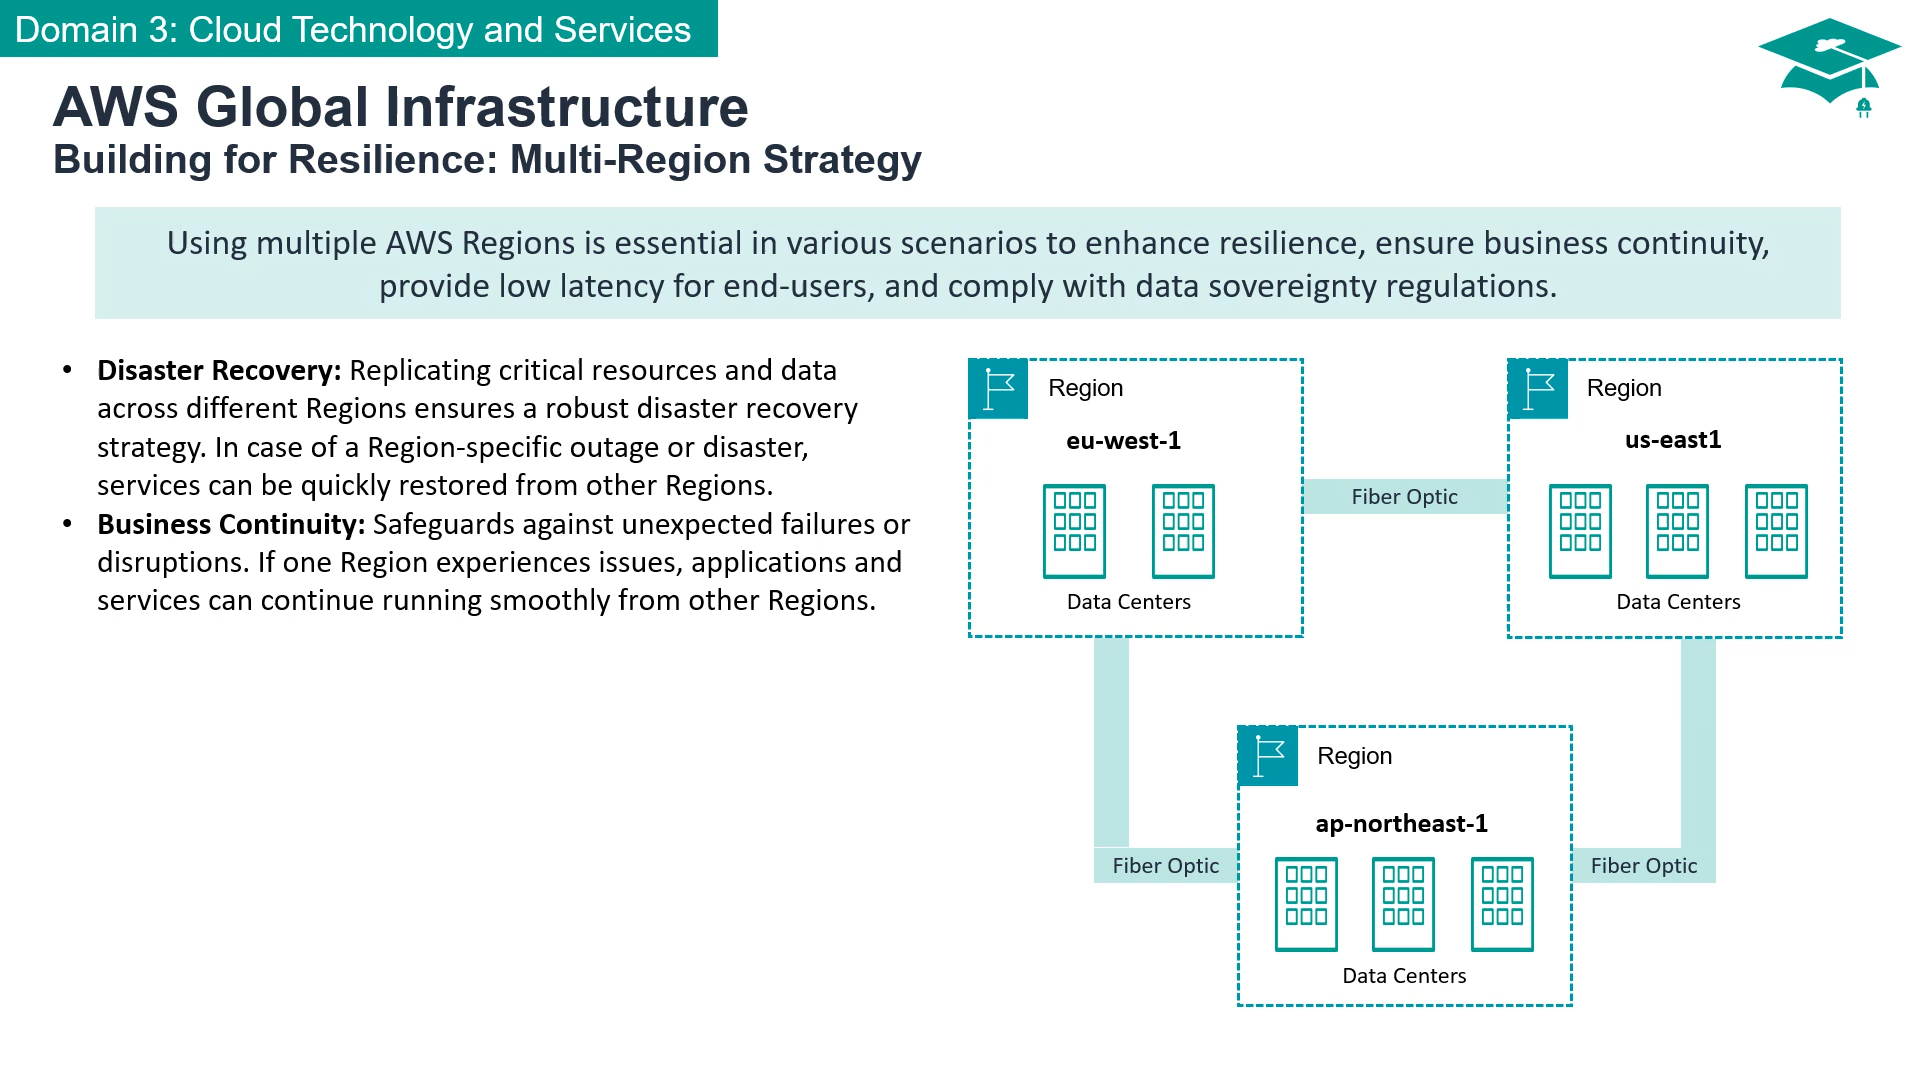 Domain 3: Cloud Technology and Services
AWS Global Infrastructure
Building for Resilience: Multi-Region Strategy
Using multiple AWS Regions is essential in various scenarios to enhance resilience, ensure business continuity,
provide low latency for end-users, and comply with data sovereignty regulations.
• Disaster Recovery: Replicating critical resources and data
across different Regions ensures a robust disaster recovery
strategy. In case of a Region-specific outage or disaster,
services can be quickly restored from other Regions.
• Business Continuity: Safeguards against unexpected failures or
disruptions. If one Region experiences issues, applications and
services can continue running smoothly from other Regions.
Region
eu-west-1
Data Centers
Fiber Optic
Region
us-east1
Data Centers
Region
ap-northeast-1
Data Centers
Fiber Optic
Fiber Optic